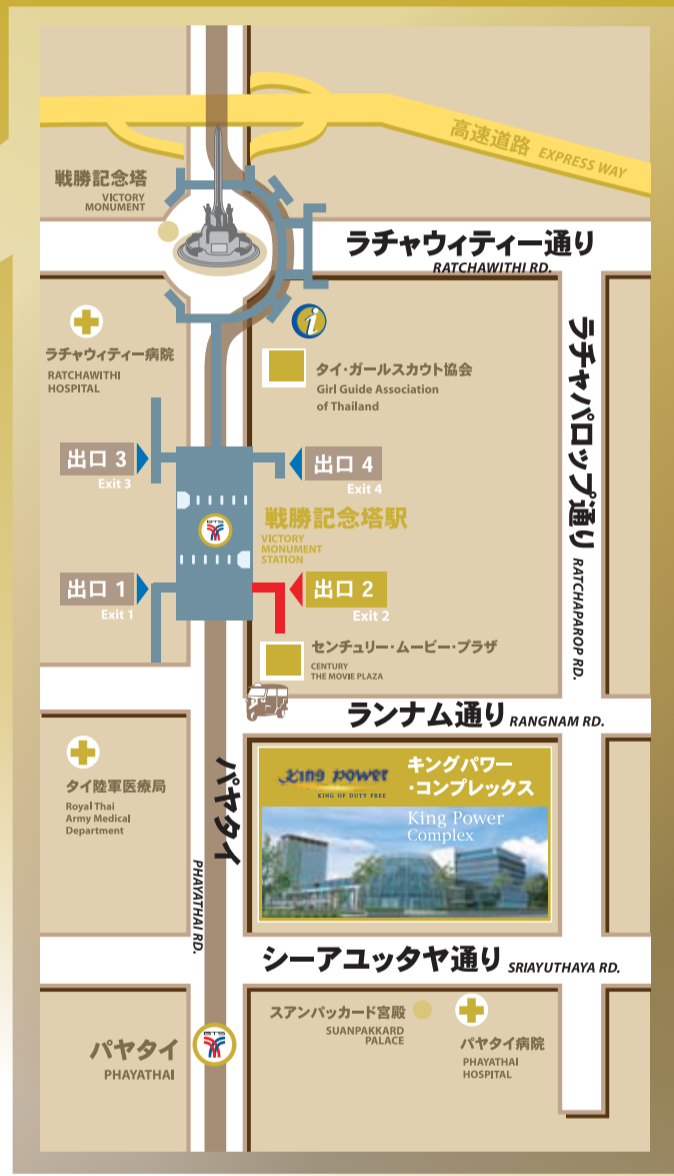 高速道路 EXPRESS WAY
戦勝記念塔
VICTORY
MONUMENT
ラチャウィティー通り
RATCHAWITHI RD.
i
ラチャウィティー病院
RATCHAWITHI
HOSPITAL
タイ・ガールスカウト協会
Girl Guide Association
of Thailand
ラチャパロップ通り
RATCHAPAROP RD.
出口 3
Exit 3
出口 4
Exit 4
BTS
戦勝記念塔駅
VICTORY
MONUMENT
STATION
出口 1
Exit 1
出口 2
Exit 2
センチュリー・ムービー・プラザ
CENTURY
THE MOVIE PLAZA
ランナム通り RANGNAM RD.
タイ陸軍医療局
Royal Thai
Army Medical
Department
パヤタイ
PHAYATHAI RD.
king power
KING OF DUTY FREE
キングパワー
・コンプレックス
King Power
Complex
シーアユッタヤ通り SRIAYUTHAYA RD.
スアンパッカード宮殿
SUANPAKKARD
PALACE
パヤタイ病院
PHAYATHAI
HOSPITAL
パヤタイ
PHAYATHAI
BTS